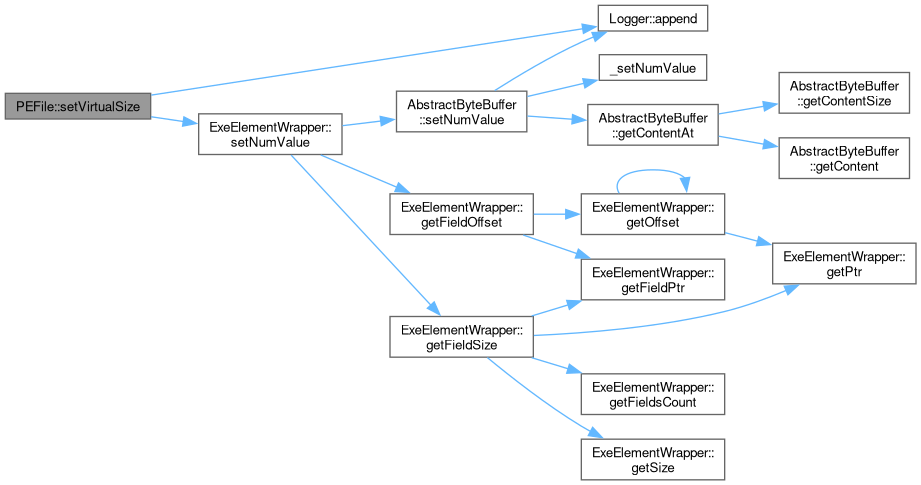 PEFile::setVirtualSize
ExeElementWrapper::
setNumValue
AbstractByteBuffer
::setNumValue
Logger::append
_setNumValue
AbstractByteBuffer
::getContentAt
AbstractByteBuffer
::getContentSize
AbstractByteBuffer
::getContent
ExeElementWrapper::
getFieldOffset
ExeElementWrapper::
getOffset
ExeElementWrapper::
getPtr
ExeElementWrapper::
getFieldPtr
ExeElementWrapper::
getFieldSize
ExeElementWrapper::
getFieldsCount
ExeElementWrapper::
getSize